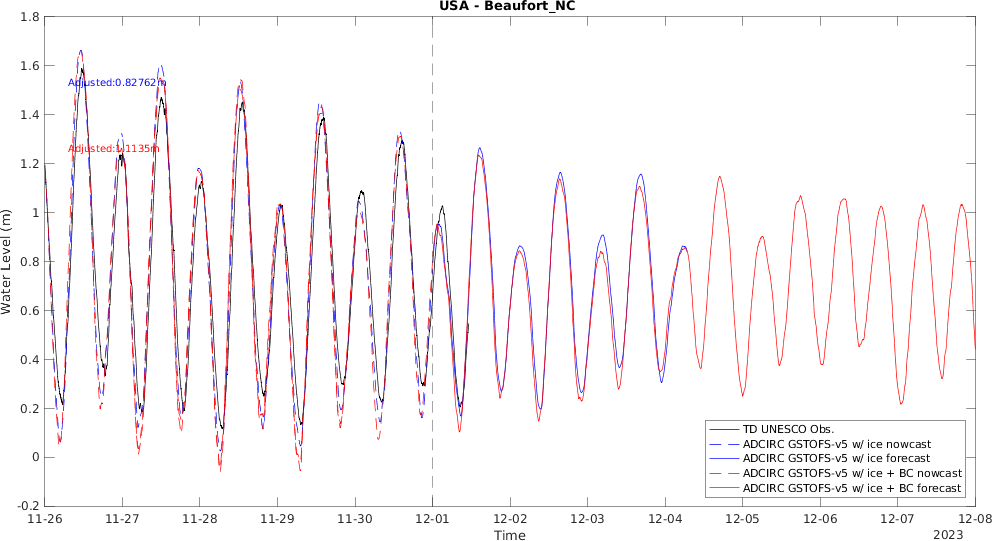 USA - Beaufort_NC
1.8
1.6
1.4
1.2
1
0.8
0.6
0.4
0.2
0
-0.2
Water Level (m)
Adjusted:0.82762m
Adjusted:1.1135m
TD UNESCO Obs.
ADCIRC GSTOFS-v5 w/ ice nowcast
ADCIRC GSTOFS-v5 w/ ice forecast
ADCIRC GSTOFS-v5 w/ ice + BC nowcast
ADCIRC GSTOFS-v5 w/ ice + BC forecast
11-26 11-27 11-28 11-29 11-30 12-01 12-02 12-03 12-04 12-05 12-06 12-07 12-08
Time
2023